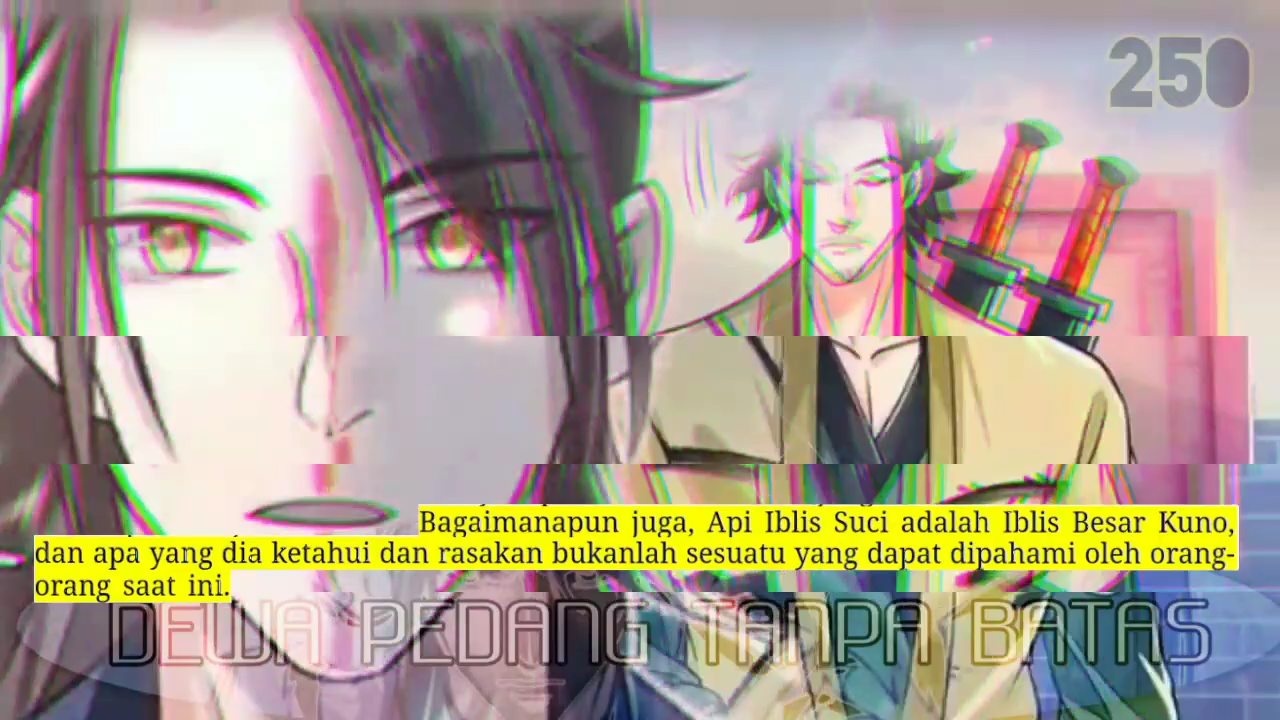 250
Bagaimanapun juga, Api Iblis Suci adalah Iblis Besar Kuno,
dan apa yang dia ketahui dan rasakan bukanlah sesuatu yang dapat dipahami oleh orang-
orang saat ini.
DEWA PEDANG TANPA BATAS